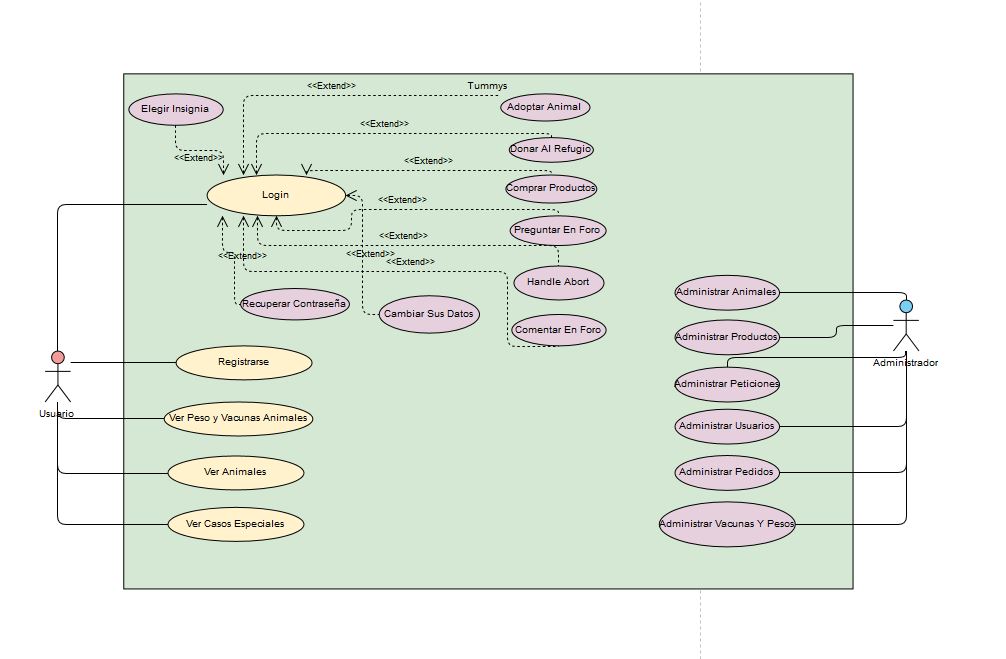 <<Extend>>
Tummys
Elegir Insignia
Adoptar Animal
<<Extend>>
Donar Al Refugio
<<Extend>>
<<Extend>>
Comprar Productos
Login
<<Extend>>
Preguntar En Foro
<<Extend>>
<<Extend>>
<<Extend>>
<<Extend>>
Handle Abort
Recuperar Contraseña
Cambiar Sus Datos
Comentar En Foro
Administrar Animales
Administrar Productos
Registrarse
Administrador
Administrar Peticiones
Usuario
Ver Peso y Vacunas Animales
Administrar Usuarios
Ver Animales
Administrar Pedidos
Ver Casos Especiales
Administrar Vacunas Y Pesos